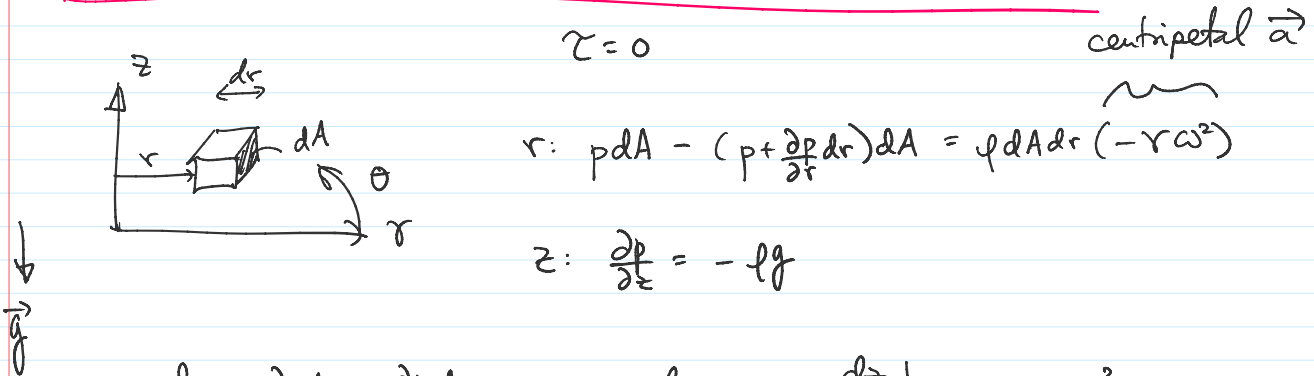 τ = 0
centripetal a⃗
z
dr
dA
r
θ
r
g⃗
r: pdA - (p + ∂p/∂r dr)dA = ρdAdr (-rω²)
z: ∂p/∂z = - ρg